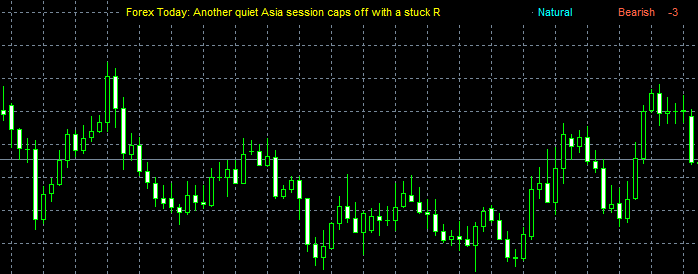 Forex Today: Another quiet Asia session caps off with a stuck R
Natural
Bearish -3